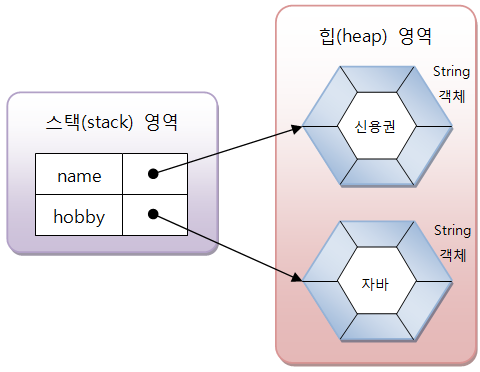 스택(stack) 영역
name
hobby
힙(heap) 영역
String
객체
신용권
String
객체
자바